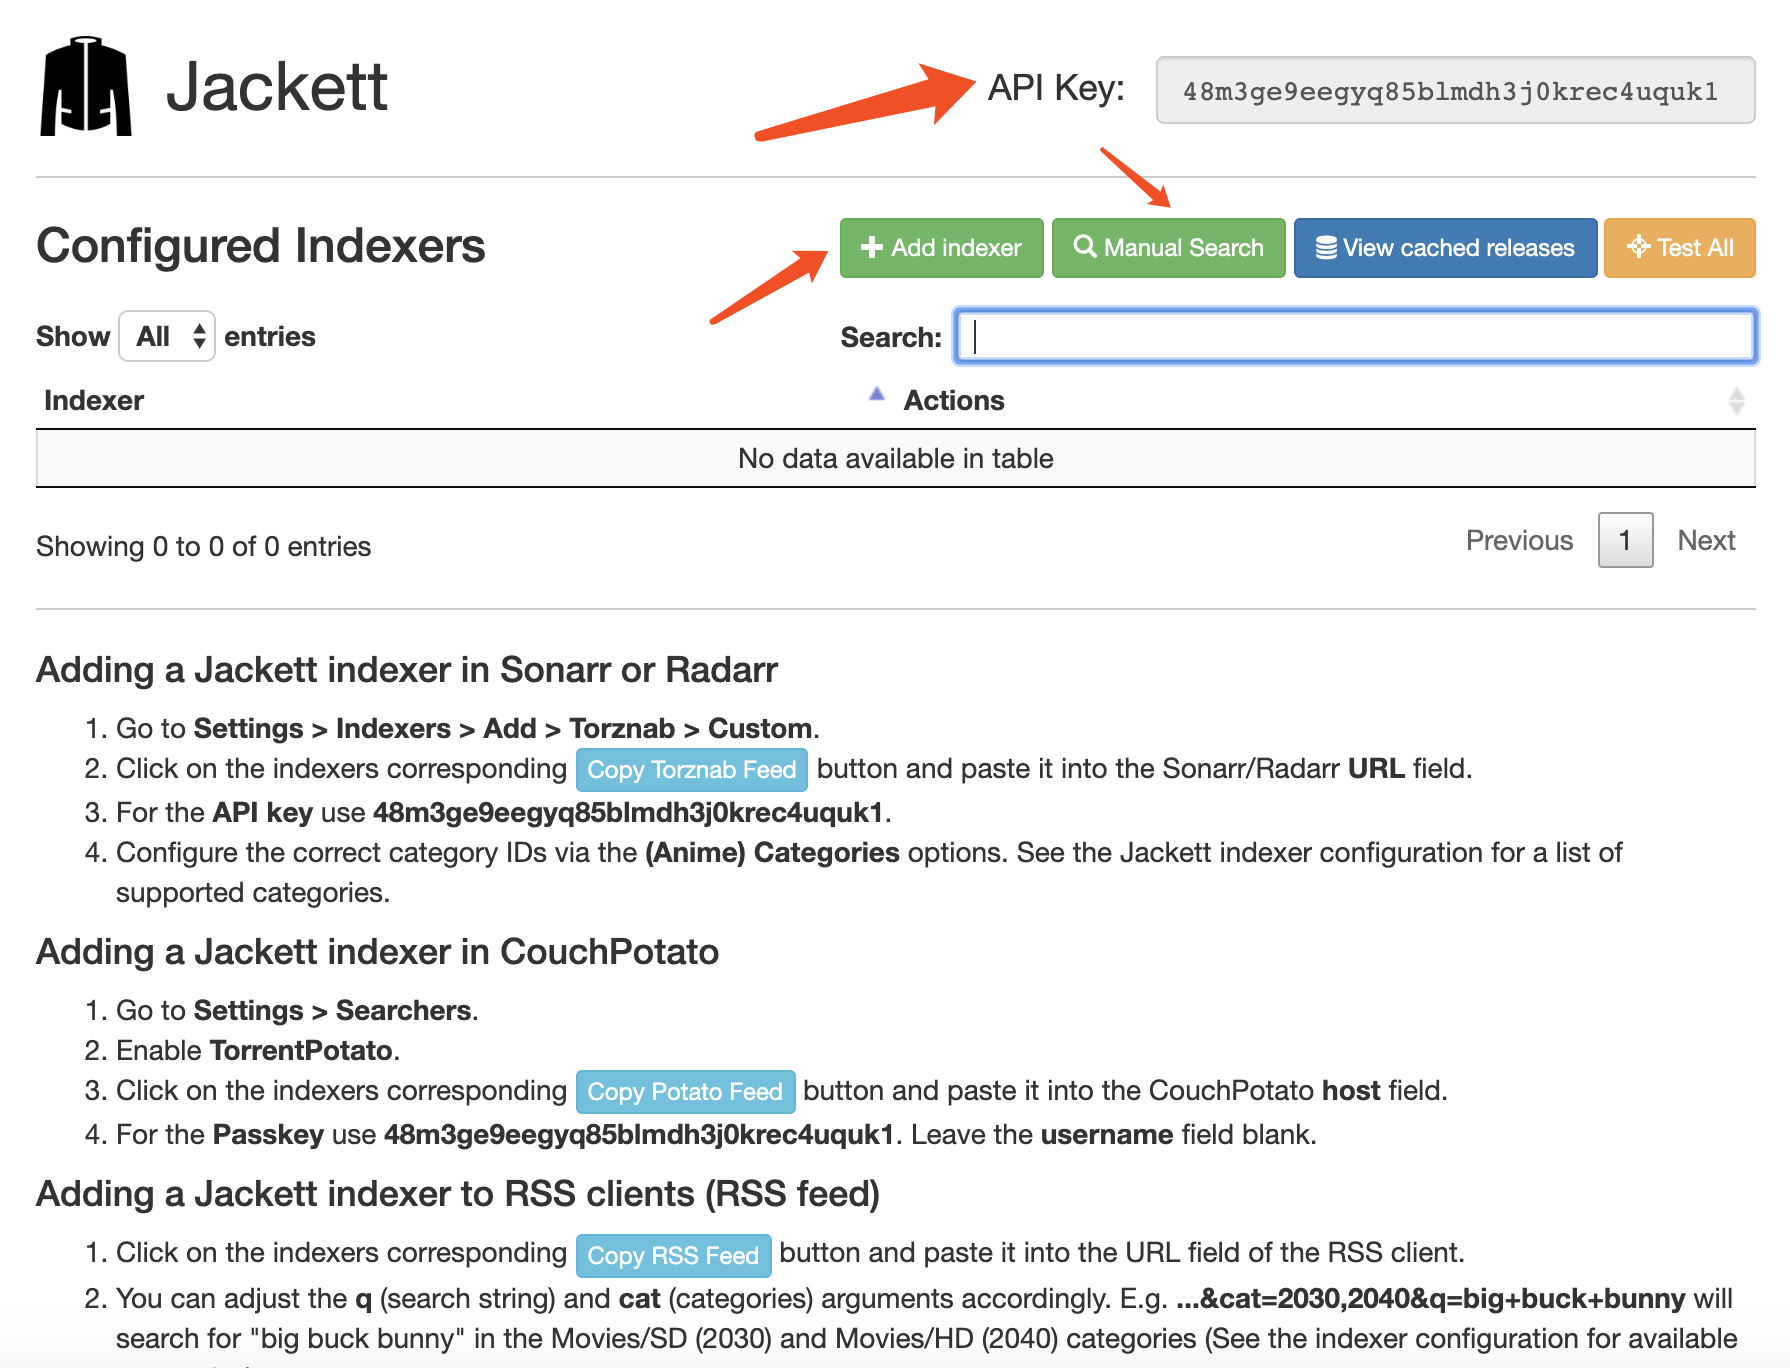 Jackett
API Key: 48m3ge9eegyq85blmdh3j0krec4uquk1
Configured Indexers
Add indexer Manual Search View cached releases Test All
Show All entries Search:
Indexer Actions
No data available in table
Showing 0 to 0 of 0 entries Previous 1 Next
Adding a Jackett indexer in Sonarr or Radarr
1. Go to Settings > Indexers > Add > Torznab > Custom.
2. Click on the indexers corresponding Copy Torznab Feed button and paste it into the Sonarr/Radarr URL field.
3. For the API key use 48m3ge9eegyq85blmdh3j0krec4uquk1.
4. Configure the correct category IDs via the (Anime) Categories options. See the Jackett indexer configuration for a list of
supported categories.
Adding a Jackett indexer in CouchPotato
1. Go to Settings > Searchers.
2. Enable TorrentPotato.
3. Click on the indexers corresponding Copy Potato Feed button and paste it into the CouchPotato host field.
4. For the Passkey use 48m3ge9eegyq85blmdh3j0krec4uquk1. Leave the username field blank.
Adding a Jackett indexer to RSS clients (RSS feed)
1. Click on the indexers corresponding Copy RSS Feed button and paste it into the URL field of the RSS client.
2. You can adjust the q (search string) and cat (categories) arguments accordingly. E.g. ...&cat=2030,2040&q=big+buck+bunny will
search for "big buck bunny" in the Movies/SD (2030) and Movies/HD (2040) categories (See the indexer configuration for available